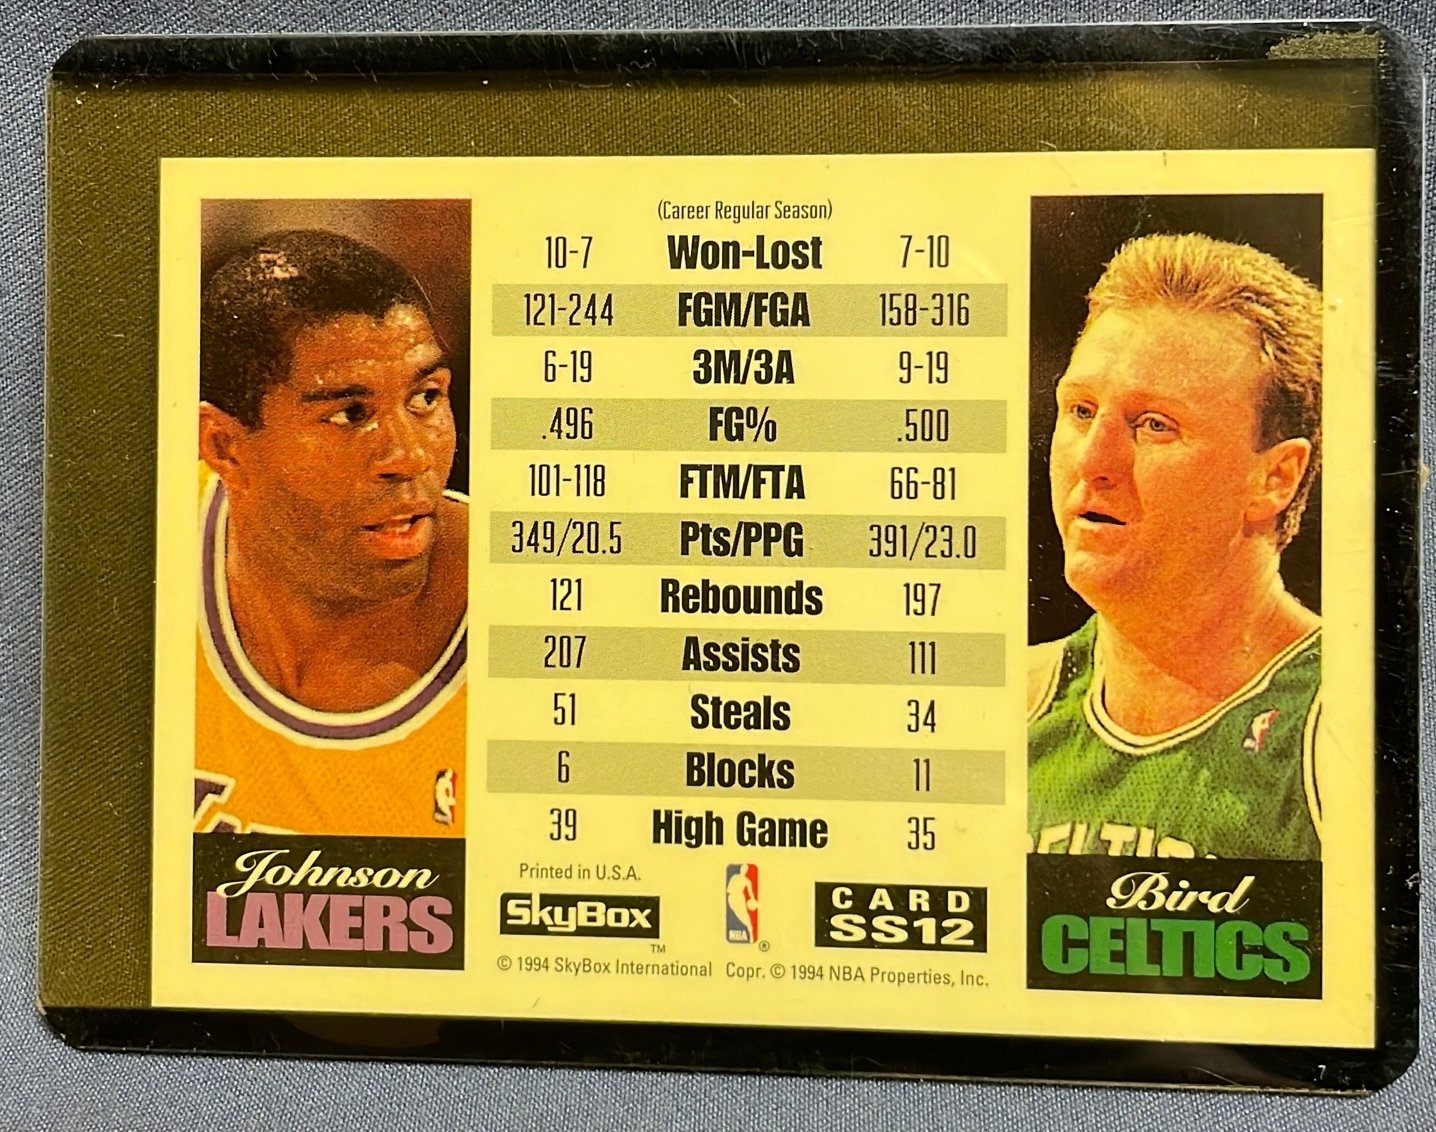 (Career Regular Season)
10-7 Won-Lost 7-10
121-244 FGM/FGA 158-316
6-19 3M/3A 9-19
.496 FG% .500
101-118 FTM/FTA 66-81
349/20.5 Pts/PPG 391/23.0
121 Rebounds 197
207 Assists 111
51 Steals 34
6 Blocks 11
39 High Game 35
Johnson
LAKERS
Printed in U.S.A.
SkyBox
TM
NBA
®
CARD
SS12
© 1994 SkyBox International Copr. © 1994 NBA Properties, Inc.
Bird
CELTICS